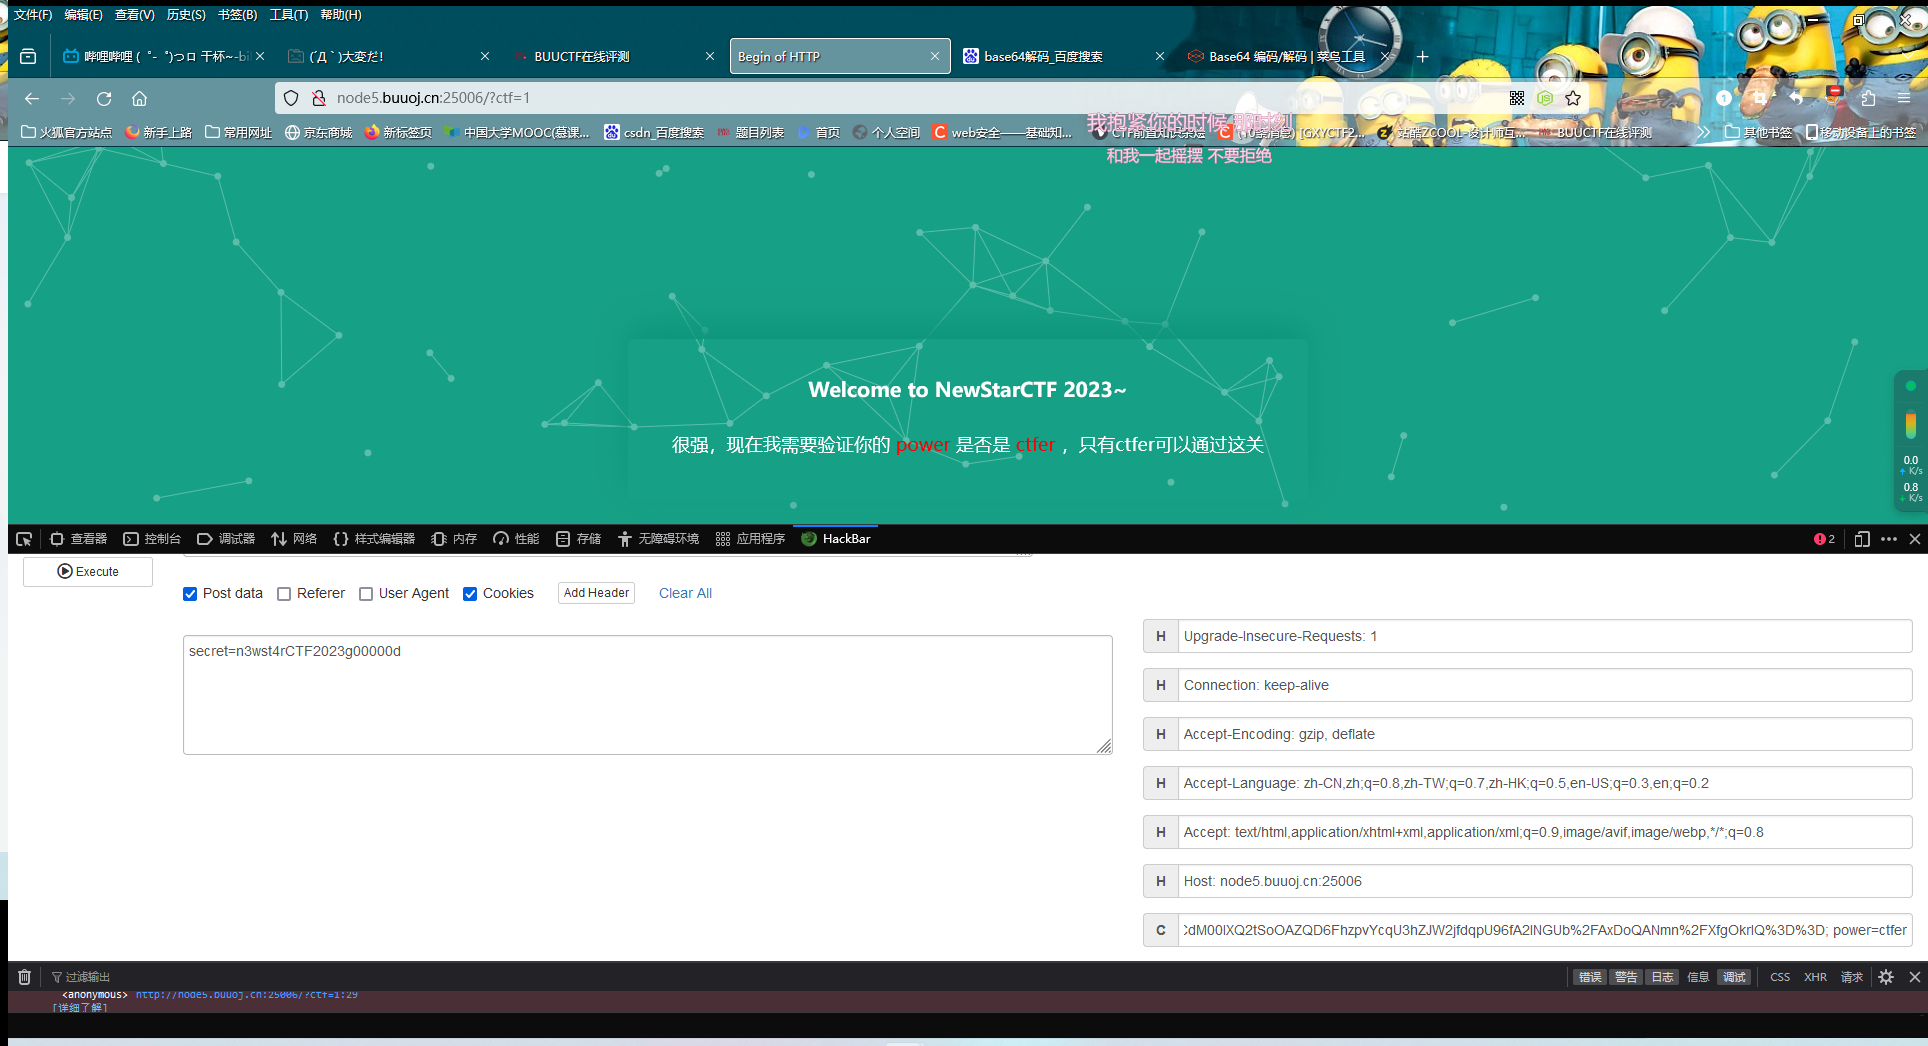 文件(F) 编辑(E) 查看(V) 历史(S) 书签(B) 工具(T) 帮助(H)
哔哩哔哩 (゜-゜)つロ 干杯~-bi
(´Д`)大变だ!
BUUCTF在线评测
Begin of HTTP
base64解码_百度搜索
Base64 编码/解码 | 菜鸟工具
node5.buuoj.cn:25006/?ctf=1
火狐官方站点 新手上路 常用网址 京东商城 新标签页 中国大学MOOC(慕课... csdn_百度搜索 题目列表 首页 个人空间 web安全——基础知... [GXYCTF2... 站酷ZCOOL-设计师互... BUUCTF在线评测 其他书签 移动设备上的书签
我抱紧你的时候 那时刻
和我一起摇摆 不要拒绝
Welcome to NewStarCTF 2023~
很强，现在我需要验证你的 power 是否是 ctfer ，只有ctfer可以通过这关
0.0
K/s
0.8
K/s
查看器 控制台 调试器 网络 样式编辑器 内存 性能 存储 无障碍环境 应用程序 HackBar 2
Execute
Post data Referer User Agent Cookies Add Header Clear All
secret=n3wst4rCTF2023g00000d
H Upgrade-Insecure-Requests: 1
H Connection: keep-alive
H Accept-Encoding: gzip, deflate
H Accept-Language: zh-CN,zh;q=0.8,zh-TW;q=0.7,zh-HK;q=0.5,en-US;q=0.3,en;q=0.2
H Accept: text/html,application/xhtml+xml,application/xml;q=0.9,image/avif,image/webp,*/*;q=0.8
H Host: node5.buuoj.cn:25006
C CdM00lXQ2tSoOAZQD6FhzpvYcqU3hZJW2jfdqpU96fA2lNGUb%2FAxDoQANmn%2FXfgOkrlQ%3D%3D; power=ctfer
过滤输出 错误 警告 日志 信息 调试 CSS XHR 请求
<anonymous> http://node5.buuoj.cn:25006/?ctf=1:29
[详细了解]